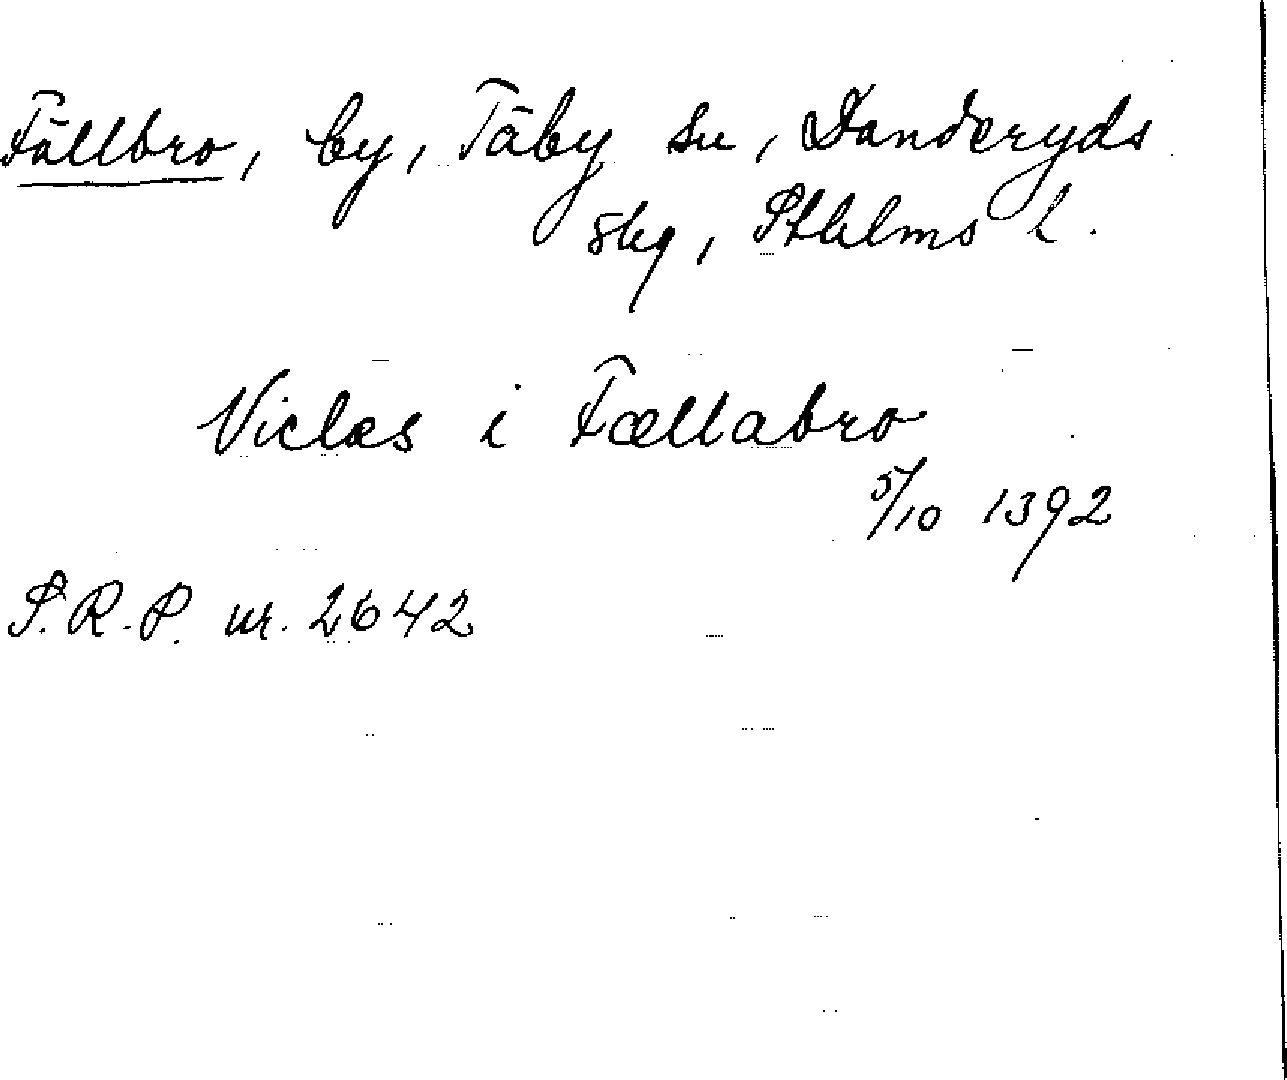 Fällbro, by, Täby sn, Danderyds
skg, Sthlms l.
Niclas i Fællabro
5/10 1392
S.R.P. nr. 2642